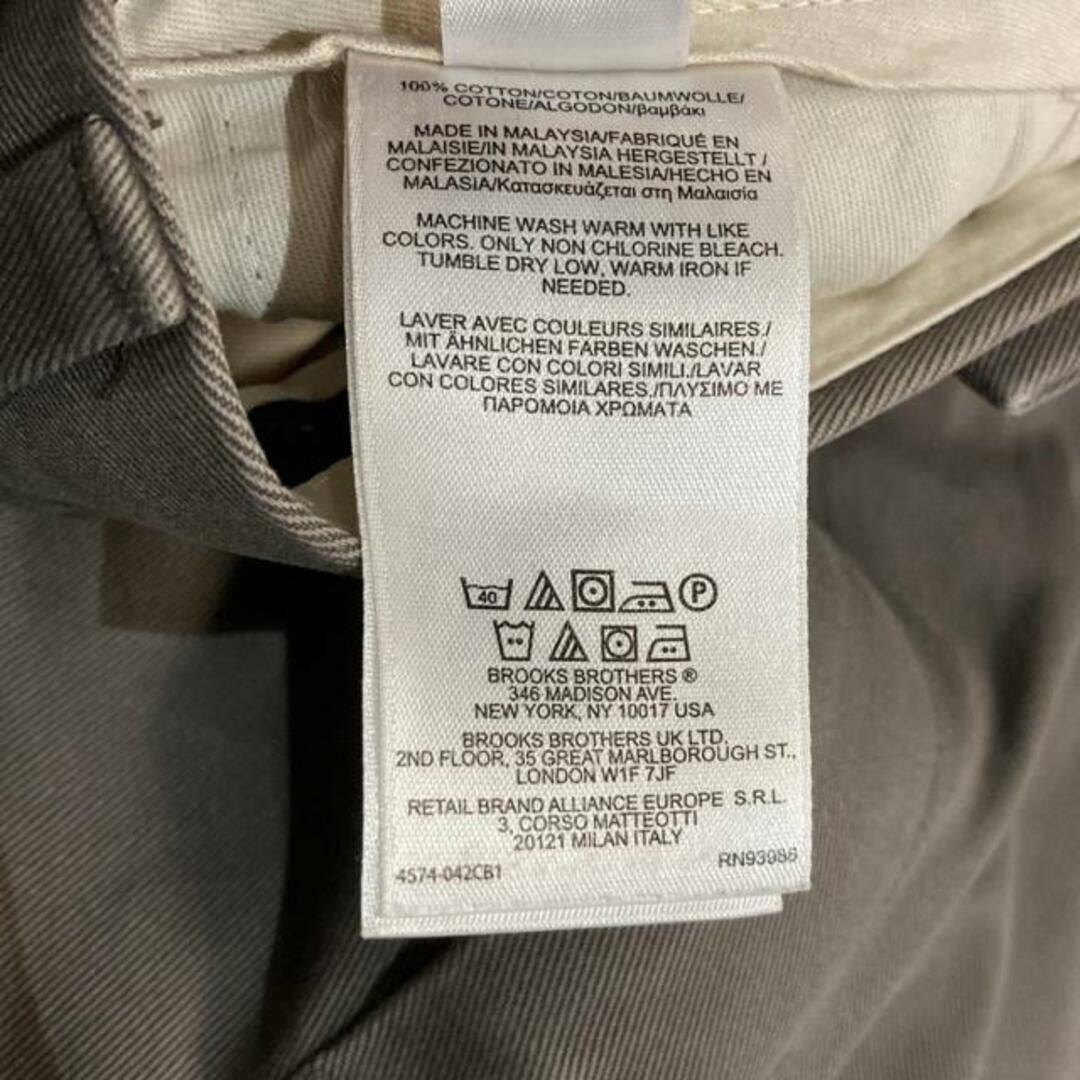 100% COTTON/COTON/BAUMWOLLE/
COTONE/ALGODON/βαμβάκι
MADE IN MALAYSIA/FABRIQUÉ EN
MALAISIE/IN MALAYSIA HERGESTELLT /
CONFEZIONATO IN MALESIA/HECHO EN
MALASIA/Κατασκευάζεται στη Μαλαισία
MACHINE WASH WARM WITH LIKE
COLORS. ONLY NON CHLORINE BLEACH.
TUMBLE DRY LOW, WARM IRON IF
NEEDED.
LAVER AVEC COULEURS SIMILAIRES./
MIT ÄHNLICHEN FARBEN WASCHEN./
LAVARE CON COLORI SIMILI./LAVAR
CON COLORES SIMILARES./ΠΛΥΣΙΜΟ ΜΕ
ΠΑΡΟΜΟΙΑ ΧΡΩΜΑΤΑ
40 P
BROOKS BROTHERS ®
346 MADISON AVE.
NEW YORK, NY 10017 USA
BROOKS BROTHERS UK LTD.
2ND FLOOR, 35 GREAT MARLBOROUGH ST.,
LONDON W1F 7JF
RETAIL BRAND ALLIANCE EUROPE S.R.L.
3, CORSO MATTEOTTI
20121 MILAN ITALY
4574-042CB1